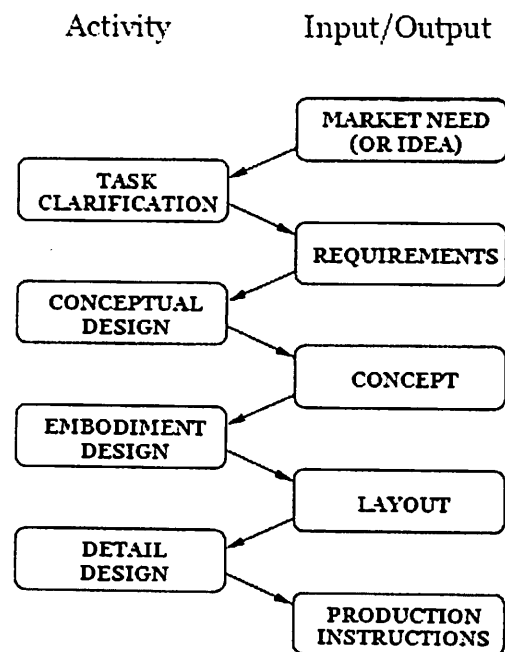 Activity
Input/Output
MARKET NEED
(OR IDEA)
TASK
CLARIFICATION
REQUIREMENTS
CONCEPTUAL
DESIGN
CONCEPT
EMBODIMENT
DESIGN
LAYOUT
DETAIL
DESIGN
PRODUCTION
INSTRUCTIONS